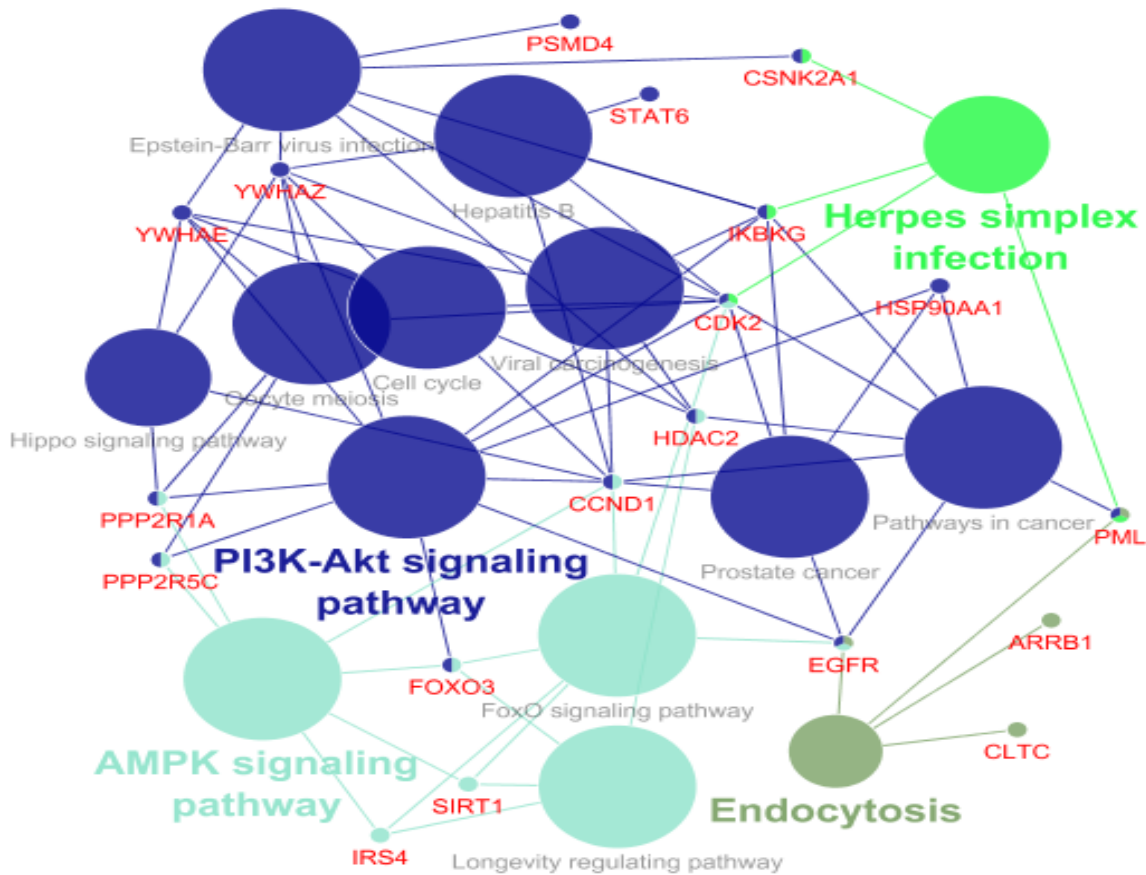 PSMD4
CSNK2A1
STAT6
Epstein-Barr virus infection
YWHAZ
Hepatitis B
YWHAE
IKBKG
Herpes simplex
infection
HSP90AA1
CDK2
Viral carcinogenesis
Cell cycle
Oocyte meiosis
Hippo signaling pathway
HDAC2
CCND1
PPP2R1A
Pathways in cancer
PML
PI3K-Akt signaling
pathway
PPP2R5C
Prostate cancer
ARRB1
EGFR
FOXO3
FoxO signaling pathway
CLTC
AMPK signaling
pathway
SIRT1
Endocytosis
IRS4
Longevity regulating pathway